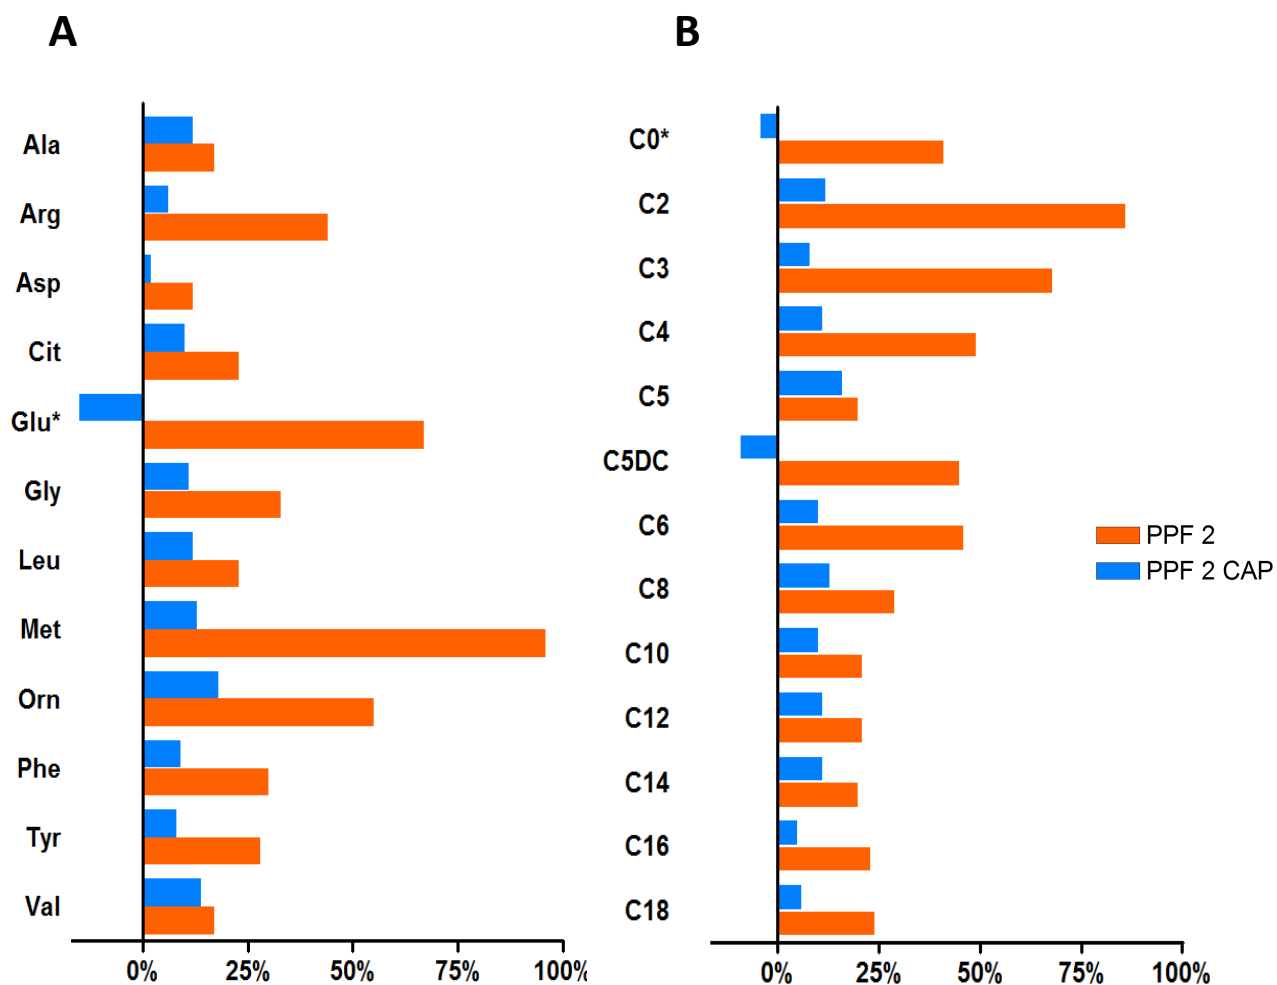 A
B
Ala
Arg
Asp
Cit
Glu*
Gly
Leu
Met
Orn
Phe
Tyr
Val
0% 25% 50% 75% 100%
C0*
C2
C3
C4
C5
C5DC
C6
C8
C10
C12
C14
C16
C18
0% 25% 50% 75% 100%
PPF 2
PPF 2 CAP